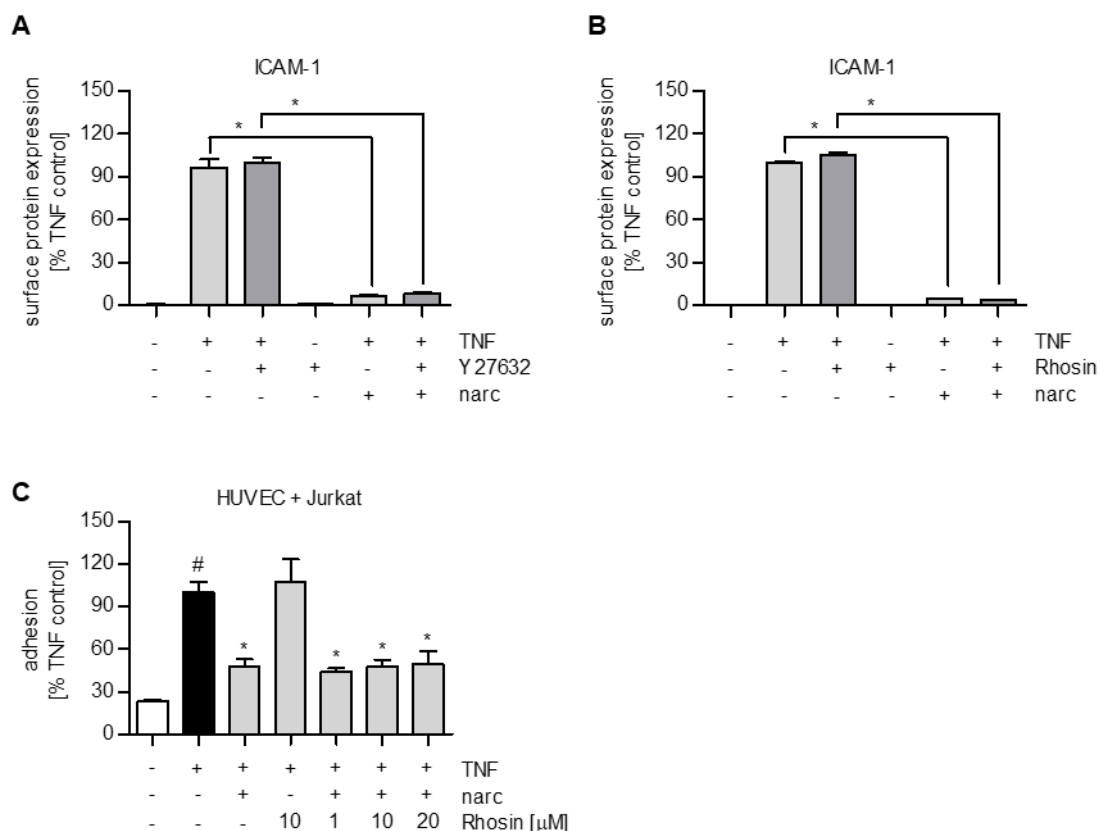 A
ICAM-1
surface protein expression
[% TNF control]
150
120
90
60
30
0
*
*
- + + - + + TNF
- - + + - + Y27632
- - - - + + narc
B
ICAM-1
surface protein expression
[% TNF control]
150
120
90
60
30
0
*
*
- + + - + + TNF
- - + + - + Rhosin
- - - - + + narc
C
HUVEC + Jurkat
adhesion
[% TNF control]
150
120
90
60
30
0
#
*
*
*
*
- + + + + + + TNF
- - + - + + + narc
- - - 10 1 10 20 Rhosin [µM]